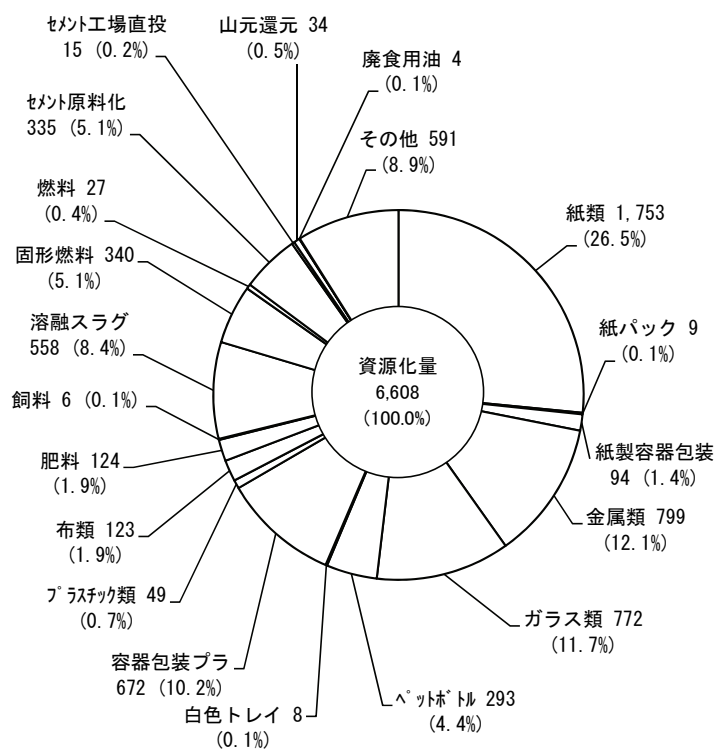 セメント工場直投
15 (0.2%)
山元還元 34
(0.5%)
廃食用油 4
(0.1%)
その他 591
(8.9%)
セメント原料化
335 (5.1%)
燃料 27
(0.4%)
固形燃料 340
(5.1%)
溶融スラグ
558 (8.4%)
飼料 6 (0.1%)
肥料 124
(1.9%)
布類 123
(1.9%)
プラスチック類 49
(0.7%)
容器包装プラ
672 (10.2%)
白色トレイ 8
(0.1%)
ペットボトル 293
(4.4%)
ガラス類 772
(11.7%)
金属類 799
(12.1%)
紙製容器包装
94 (1.4%)
紙パック 9
(0.1%)
紙類 1,753
(26.5%)
資源化量
6,608
(100.0%)